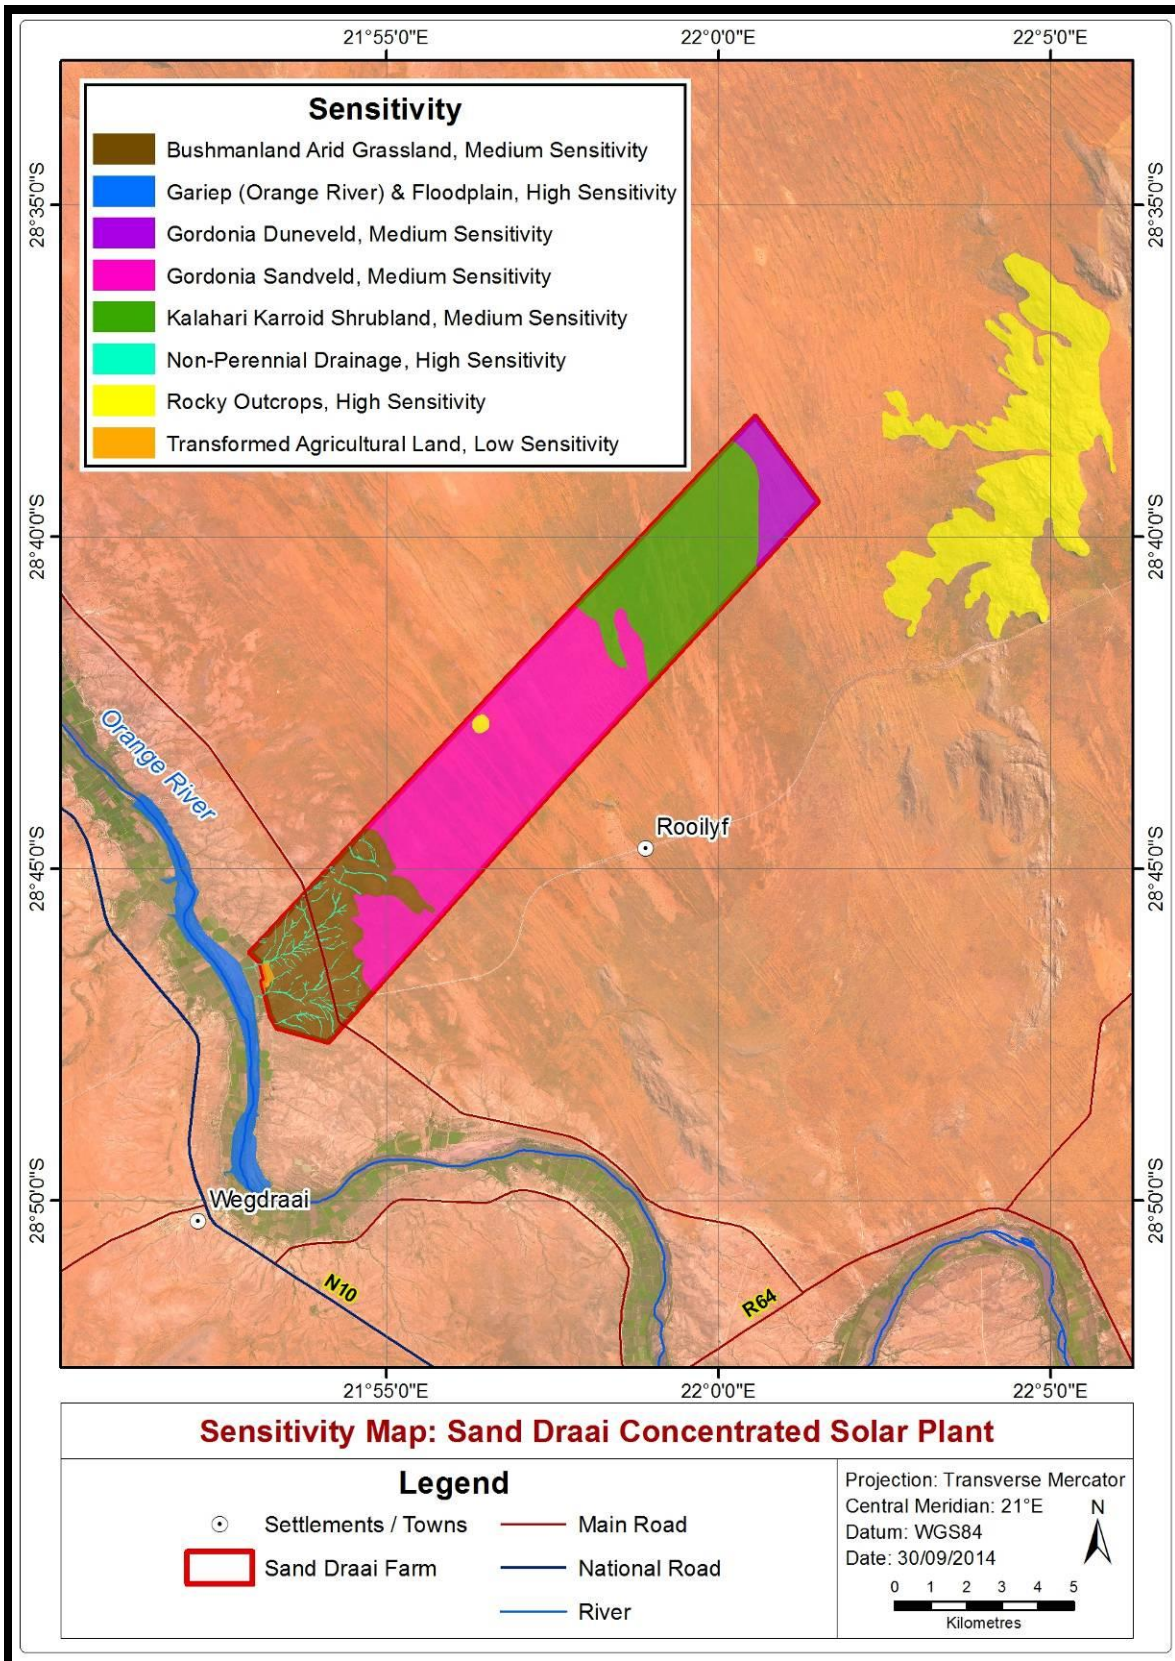 21°55'0"E 22°0'0"E 22°5'0"E
Sensitivity
Bushmanland Arid Grassland, Medium Sensitivity
Gariep (Orange River) & Floodplain, High Sensitivity
Gordonia Duneveld, Medium Sensitivity
Gordonia Sandveld, Medium Sensitivity
Kalahari Karroid Shrubland, Medium Sensitivity
Non-Perennial Drainage, High Sensitivity
Rocky Outcrops, High Sensitivity
Transformed Agricultural Land, Low Sensitivity
28°35'0"S 28°35'0"S
28°40'0"S 28°40'0"S
Orange River
Rooilyf
28°45'0"S 28°45'0"S
Wegdraai
28°50'0"S 28°50'0"S
N10
R64
21°55'0"E 22°0'0"E 22°5'0"E
Sensitivity Map: Sand Draai Concentrated Solar Plant
Legend
Settlements / Towns
Main Road
Sand Draai Farm
National Road
River
Projection: Transverse Mercator
Central Meridian: 21°E
Datum: WGS84
Date: 30/09/2014
N
0 1 2 3 4 5
Kilometres